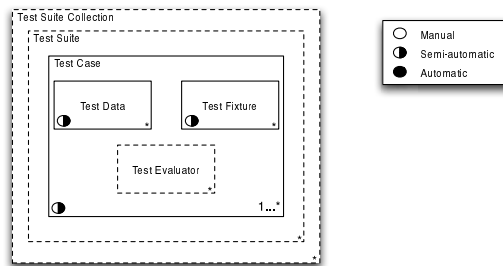 Test Suite Collection
Test Suite
Test Case
Test Data
*
Test Fixture
*
Test Evaluator
*
1...*
*
*
Manual
Semi-automatic
Automatic